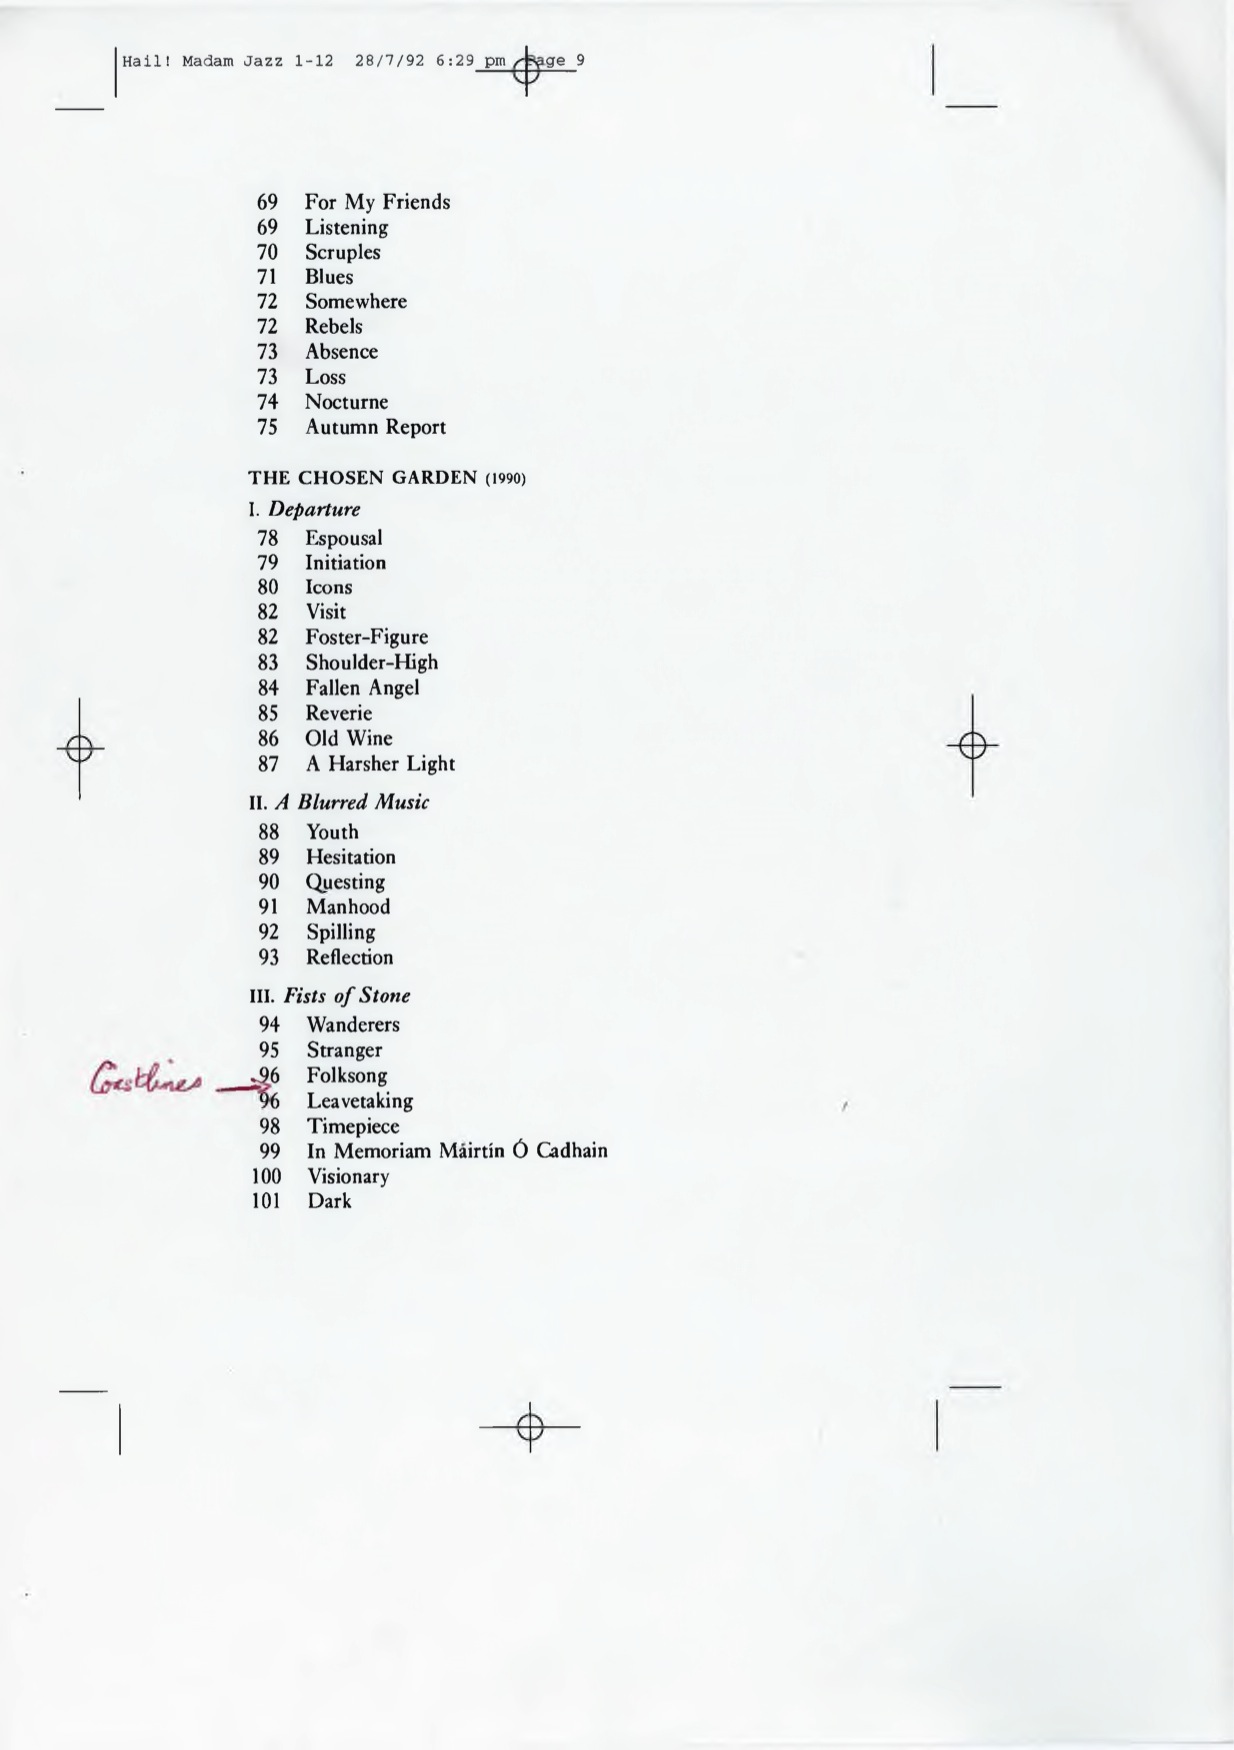 Hail! Madam Jazz 1-12 28/7/92 6:29 pm Page 9
69 For My Friends
69 Listening
70 Scruples
71 Blues
72 Somewhere
72 Rebels
73 Absence
73 Loss
74 Nocturne
75 Autumn Report
THE CHOSEN GARDEN (1990)
I. Departure
78 Espousal
79 Initiation
80 Icons
82 Visit
82 Foster-Figure
83 Shoulder-High
84 Fallen Angel
85 Reverie
86 Old Wine
87 A Harsher Light
II. A Blurred Music
88 Youth
89 Hesitation
90 Questing
91 Manhood
92 Spilling
93 Reflection
III. Fists of Stone
94 Wanderers
95 Stranger
96 Folksong
Coastlines
96 Leavetaking
98 Timepiece
99 In Memoriam Máirtín Ó Cadhain
100 Visionary
101 Dark